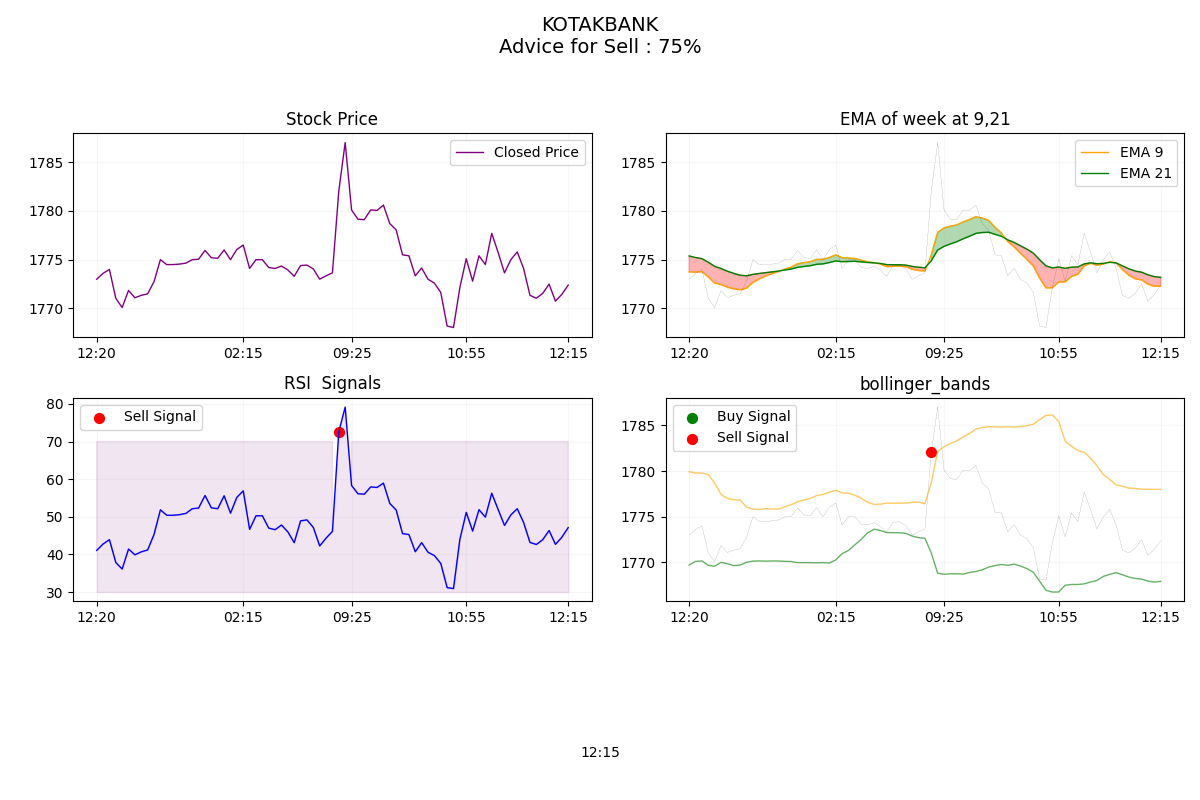 KOTAKBANK
Advice for Sell : 75%
Stock Price
Closed Price
1785
1780
1775
1770
12:20 02:15 09:25 10:55 12:15
EMA of week at 9,21
EMA 9
EMA 21
1785
1780
1775
1770
12:20 02:15 09:25 10:55 12:15
RSI Signals
Sell Signal
80
70
60
50
40
30
12:20 02:15 09:25 10:55 12:15
bollinger_bands
Buy Signal
Sell Signal
1785
1780
1775
1770
12:20 02:15 09:25 10:55 12:15
12:15